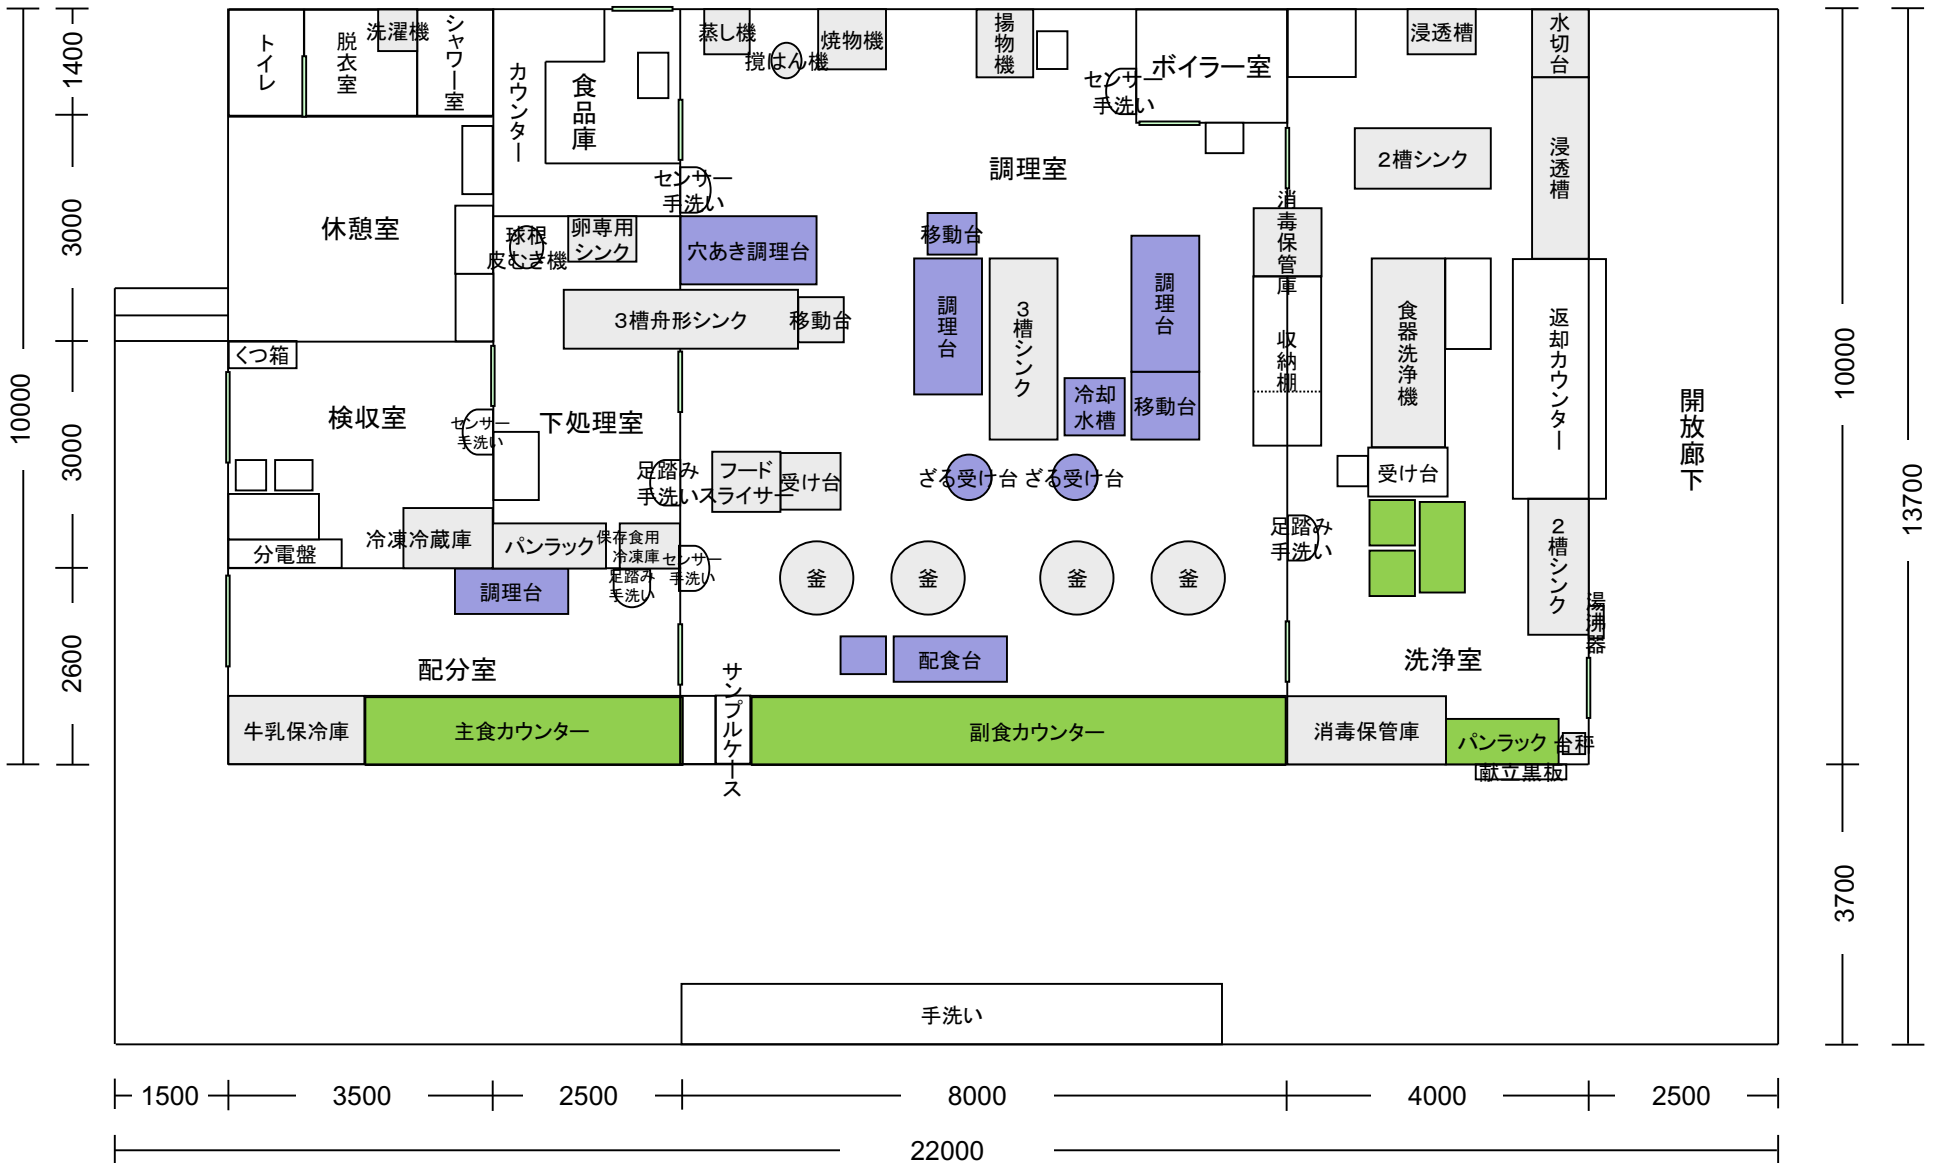 トイレ
脱衣室
洗濯機
シャワー室
カウンター
食品庫
蒸し機
撹はん機
焼物機
揚物機
センサー
手洗い
ボイラー室
浸透槽
水切台
1400
3000
3000
2600
10000
休憩室
球根
皮むき機
卵専用
シンク
センサー
手洗い
穴あき調理台
調理室
移動台
調理台
3槽シンク
調理台
消毒保管庫
収納棚
2槽シンク
浸透槽
食器洗浄機
返却カウンター
3槽舟形シンク
移動台
冷却
水槽
移動台
くつ箱
検収室
センサー
手洗い
下処理室
足踏み
手洗い
フード
スライサー
受け台
ざる受け台
ざる受け台
受け台
開放廊下
冷凍冷蔵庫
分電盤
パンラック
保存食用
冷凍庫
足踏み
手洗い
センサー
手洗い
釜
釜
釜
釜
足踏み
手洗い
2槽シンク
湯沸器
調理台
配分室
サンプルケース
配食台
洗浄室
牛乳保冷庫
主食カウンター
副食カウンター
消毒保管庫
パンラック
台秤
献立黒板
10000
13700
3700
手洗い
1500
3500
2500
8000
4000
2500
22000